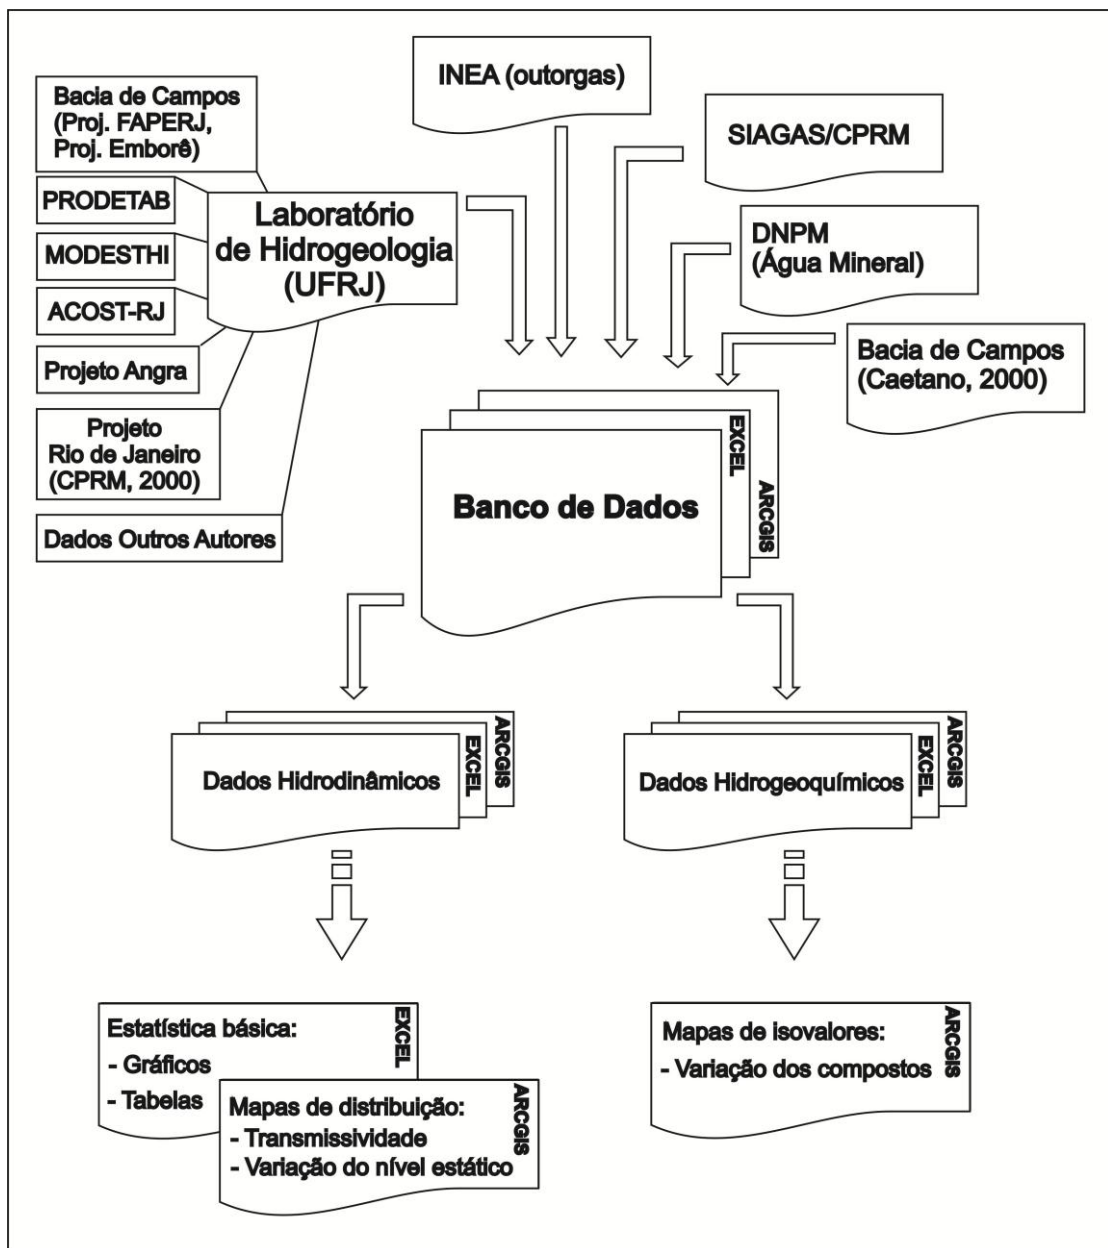 INEA (outorgas)
Bacia de Campos
(Proj. FAPERJ,
Proj. Emborê)
SIAGAS/CPRM
PRODETAB
Laboratório
de Hidrogeologia
(UFRJ)
MODESTHI
DNPM
(Água Mineral)
ACOST-RJ
Projeto Angra
Bacia de Campos
(Caetano, 2000)
Projeto
Rio de Janeiro
(CPRM, 2000)
Dados Outros Autores
Banco de Dados
EXCEL
ARCGIS
Dados Hidrodinâmicos
EXCEL
ARCGIS
Dados Hidrogeoquímicos
EXCEL
ARCGIS
Estatística básica:
- Gráficos
- Tabelas
EXCEL
Mapas de distribuição:
- Transmissividade
- Variação do nível estático
ARCGIS
Mapas de isovalores:
- Variação dos compostos
ARCGIS